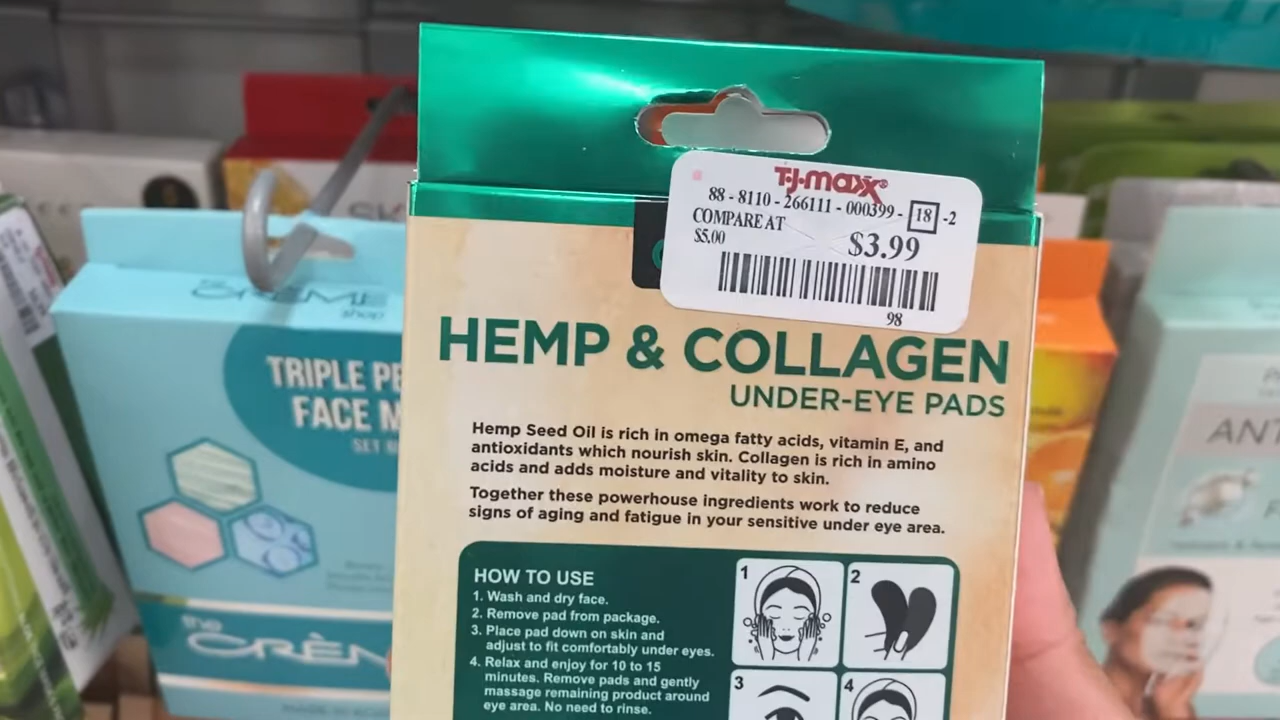 T·J·maxx®
88 - 8110 - 266111 - 000399 - 18 -2
COMPARE AT
$5.00
$3.99
98
HEMP & COLLAGEN
UNDER-EYE PADS
Hemp Seed Oil is rich in omega fatty acids, vitamin E, and
antioxidants which nourish skin. Collagen is rich in amino
acids and adds moisture and vitality to skin.
Together these powerhouse ingredients work to reduce
signs of aging and fatigue in your sensitive under eye area.
HOW TO USE
1. Wash and dry face.
2. Remove pad from package.
3. Place pad down on skin and
adjust to fit comfortably under eyes.
4. Relax and enjoy for 10 to 15
minutes. Remove pads and gently
massage remaining product around
eye area. No need to rinse.
1
2
3
4
CRÈME
shop
TRIPLE PE
FACE M
SET
the
CRÈM
ANT